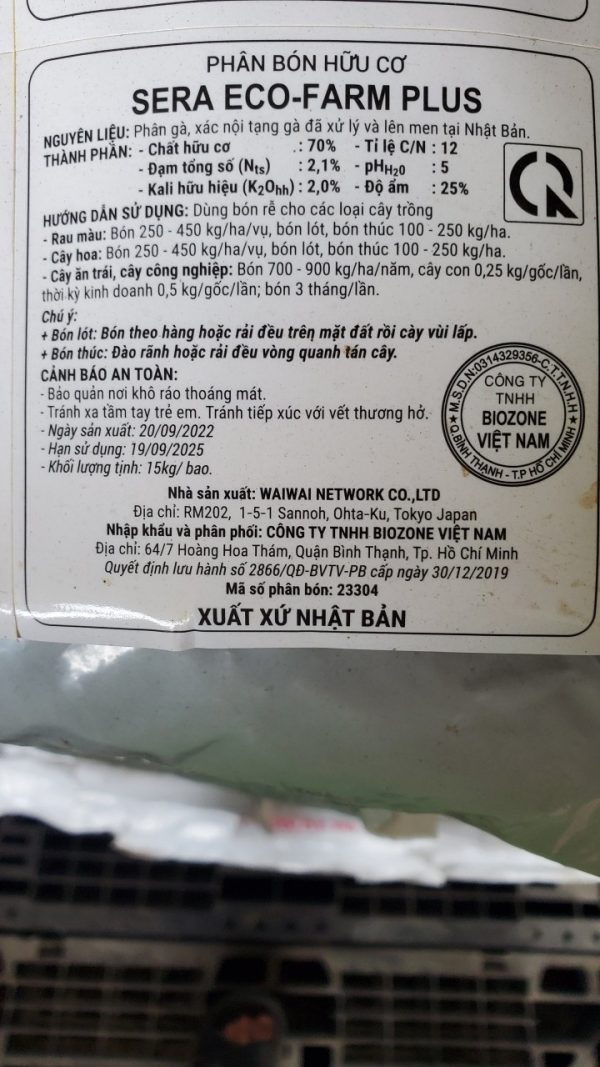 PHÂN BÓN HỮU CƠ
SERA ECO-FARM PLUS
NGUYÊN LIỆU: Phân gà, xác nội tạng gà đã xử lý và lên men tại Nhật Bản.
THÀNH PHẦN: - Chất hữu cơ .: 70% - Tỉ lệ C/N : 12
- Đạm tổng số (Nts) : 2,1% - pHH2O : 5
- Kali hữu hiệu (K2Ohh) : 2,0% - Độ ẩm : 25%
HƯỚNG DẪN SỬ DỤNG: Dùng bón rễ cho các loại cây trồng
- Rau màu: Bón 250 - 450 kg/ha/vụ, bón lót, bón thúc 100 - 250 kg/ha.
- Cây hoa: Bón 250 - 450 kg/ha/vụ, bón lót, bón thúc 100 - 250 kg/ha.
- Cây ăn trái, cây công nghiệp: Bón 700 - 900 kg/ha/năm, cây con 0,25 kg/gốc/lần,
thời kỳ kinh doanh 0,5 kg/gốc/lần; bón 3 tháng/lần.
Chú ý:
+ Bón lót: Bón theo hàng hoặc rải đều trên mặt đất rồi cày vùi lấp.
+ Bón thúc: Đào rãnh hoặc rải đều vòng quanh tán cây.
CẢNH BÁO AN TOÀN:
- Bảo quản nơi khô ráo thoáng mát.
- Tránh xa tầm tay trẻ em. Tránh tiếp xúc với vết thương hở.
- Ngày sản xuất: 20/09/2022
- Hạn sử dụng: 19/09/2025
- Khối lượng tịnh: 15kg/ bao.
M.S.D.N:0314329356-C.T.T.N.H.H
CÔNG TY
TNHH
BIOZONE
VIỆT NAM
Q.BÌNH THẠNH - T.P HỒ CHÍ MINH
Nhà sản xuất: WAIWAI NETWORK CO.,LTD
Địa chỉ: RM202, 1-5-1 Sannoh, Ohta-Ku, Tokyo Japan
Nhập khẩu và phân phối: CÔNG TY TNHH BIOZONE VIỆT NAM
Địa chỉ: 64/7 Hoàng Hoa Thám, Quận Bình Thạnh, Tp. Hồ Chí Minh
Quyết định lưu hành số 2866/QĐ-BVTV-PB cấp ngày 30/12/2019
Mã số phân bón: 23304
XUẤT XỨ NHẬT BẢN